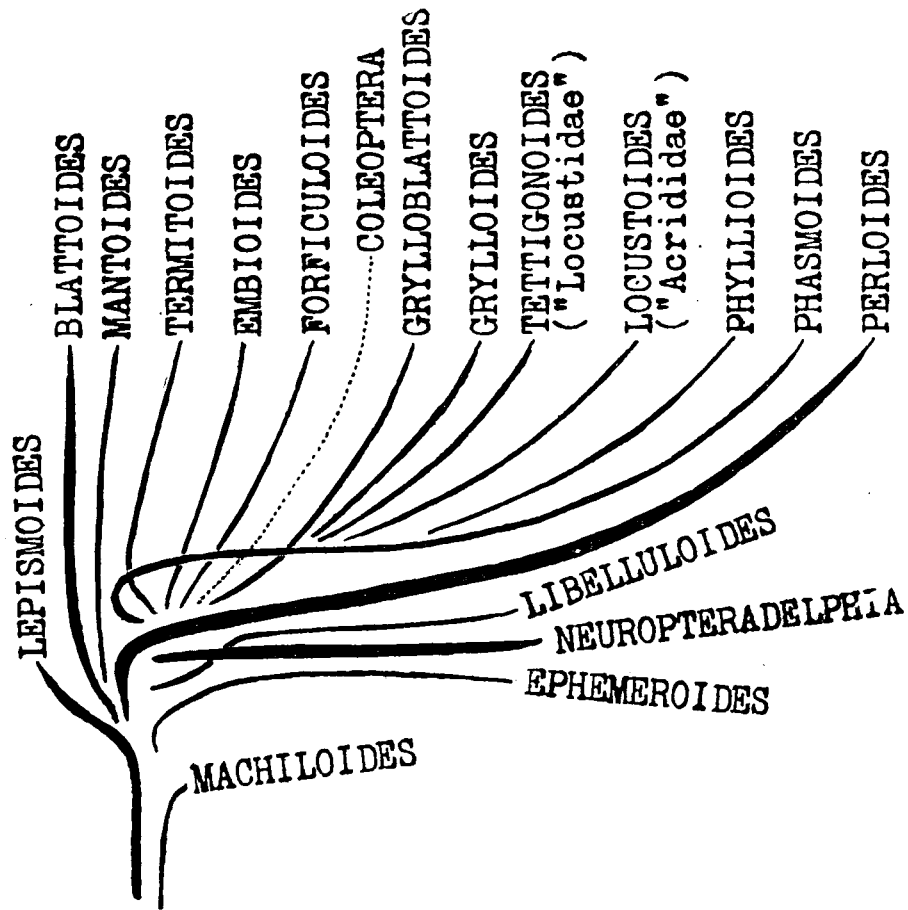 LEPISMOIDES
BLATTOIDES
MANTOIDES
TERMITOIDES
EMBIOIDES
FORFICULOIDES
COLEOPTERA
GRYLLOBLATTOIDES
GRYLLOIDES
TETTIGONOIDES
("Locustidae")
LOCUSTOIDES
("Acrididae")
PHYLLIOIDES
PHASMOIDES
PERLOIDES
LIBELLULOIDES
NEUROPTERADELPHIA
EPHEMEROIDES
MACHILOIDES